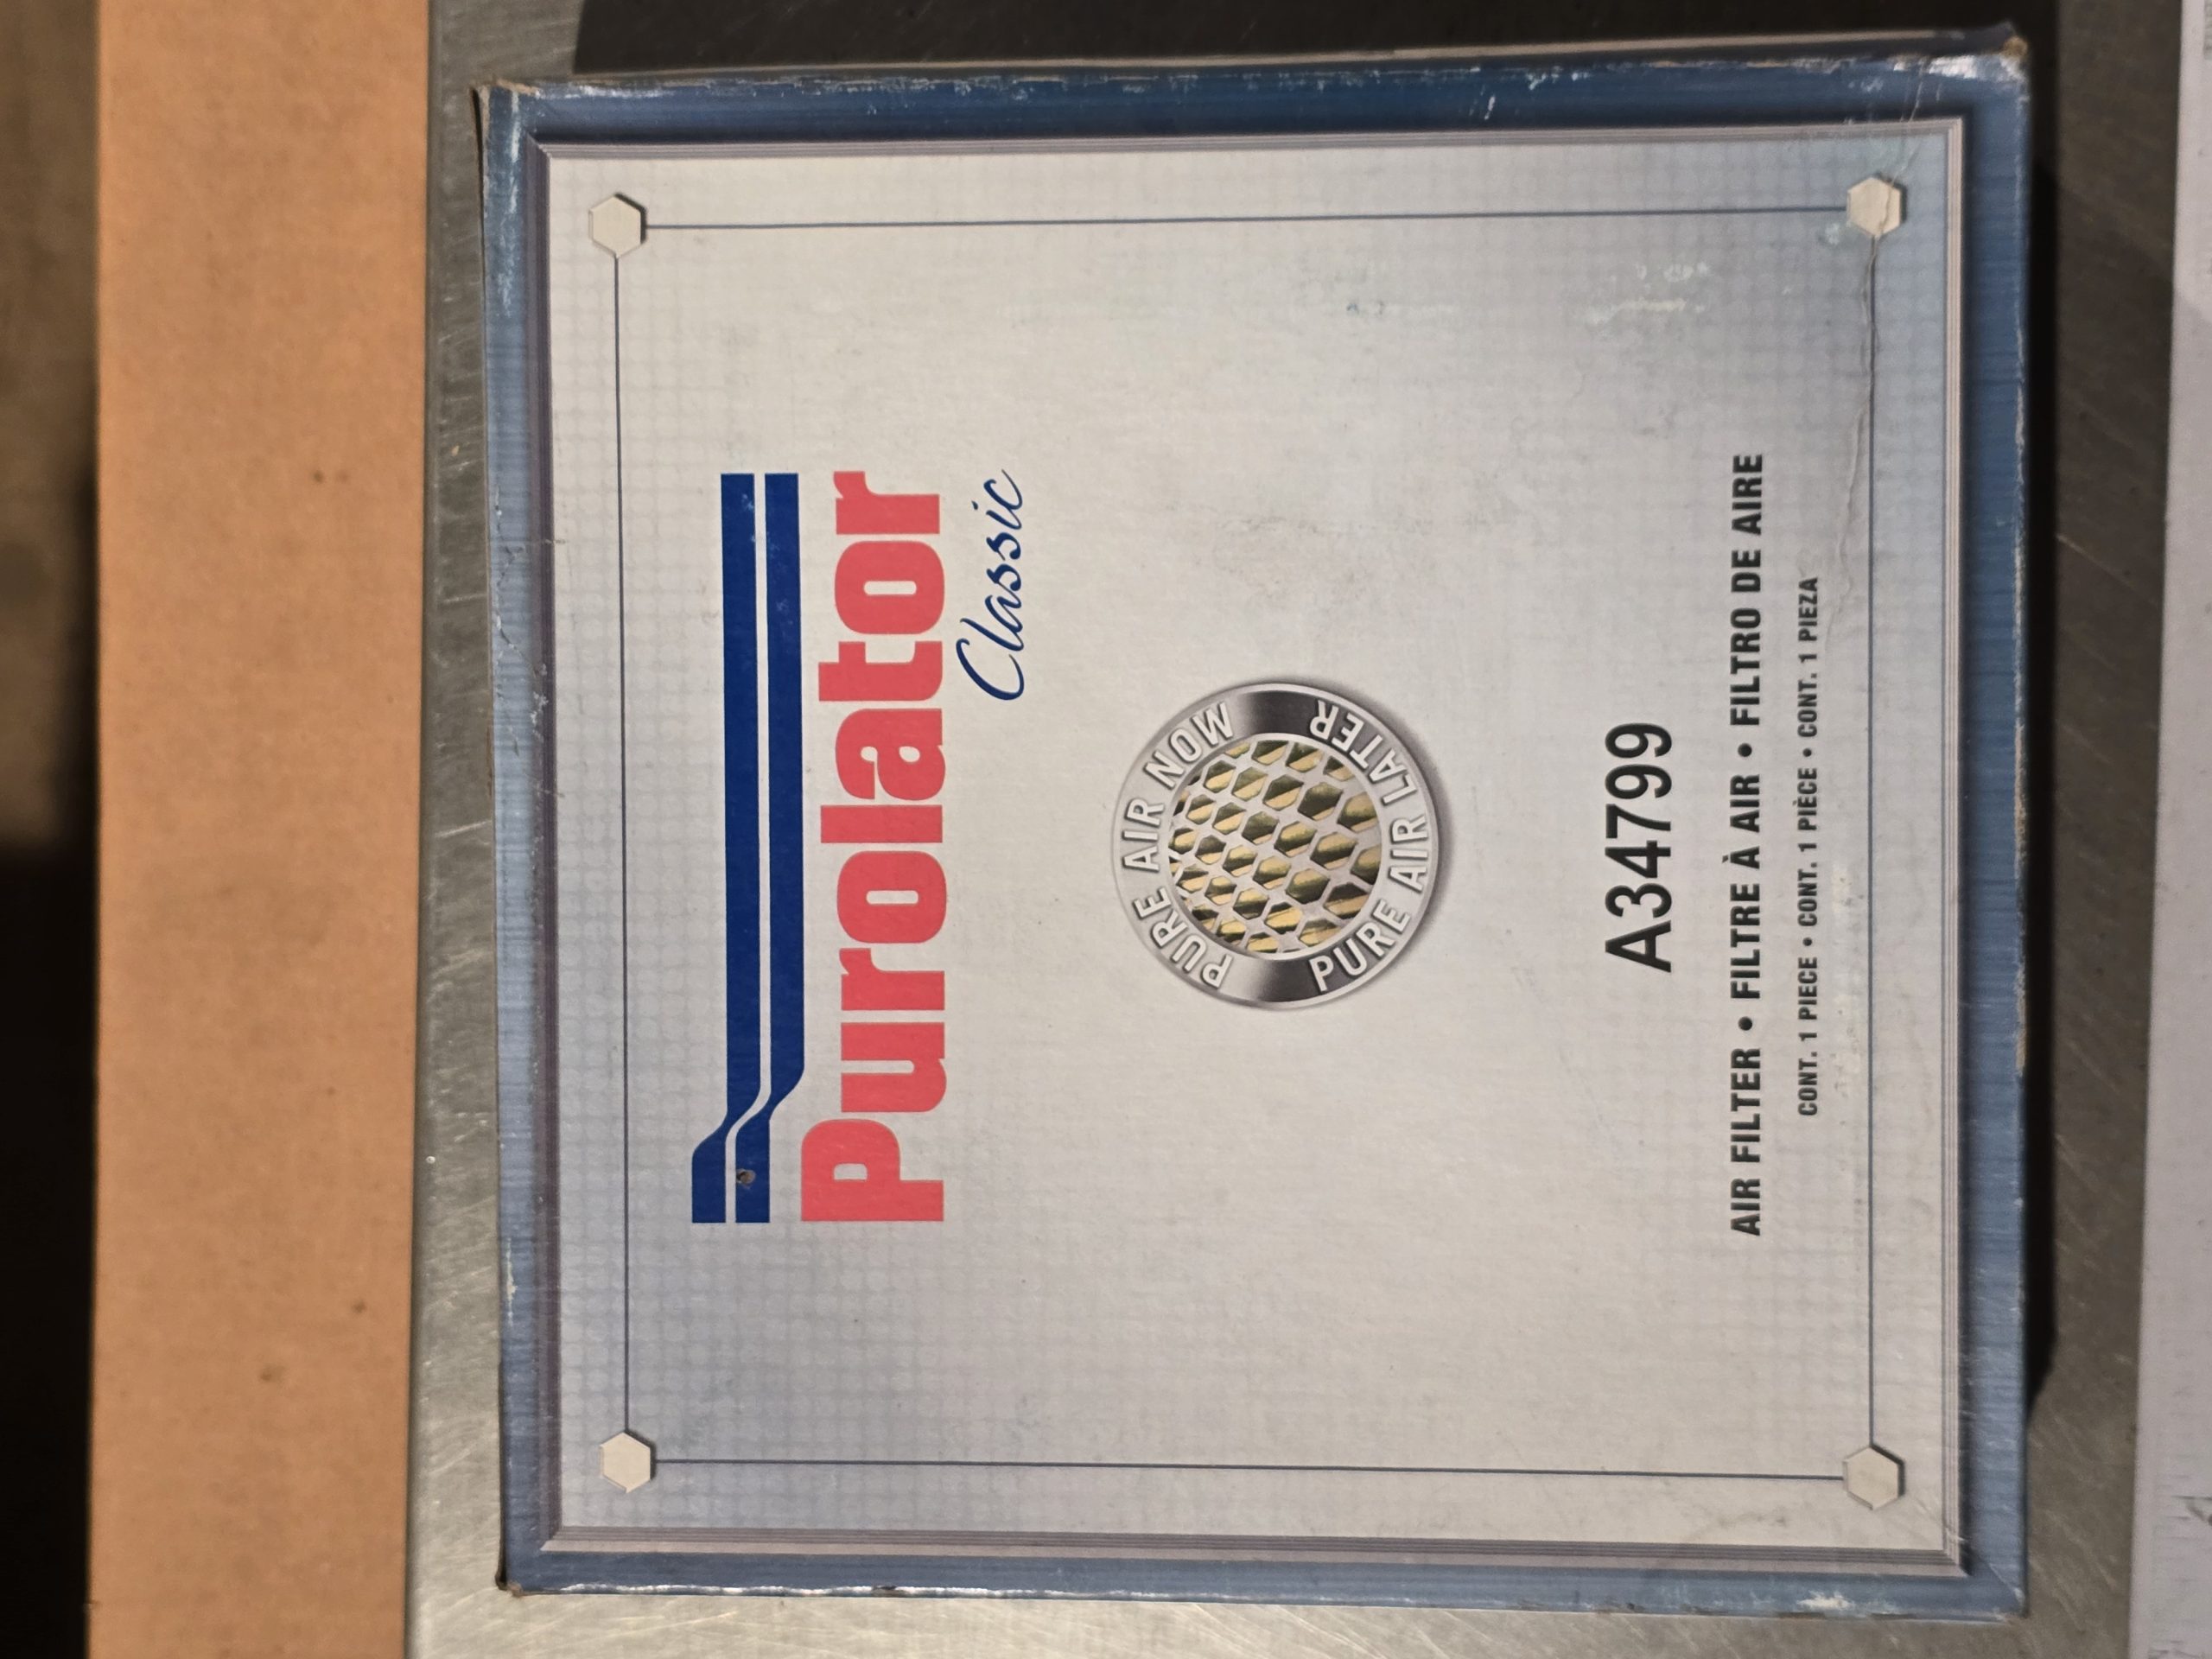 Purolator
Classic
PURE AIR NOW
PURE AIR LATER
A34799
AIR FILTER • FILTRE À AIR • FILTRO DE AIRE
CONT. 1 PIECE • CONT. 1 PIÈCE • CONT. 1 PIEZA